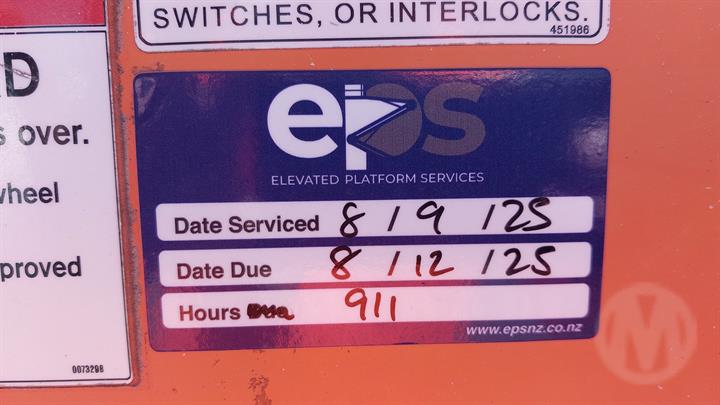 SWITCHES, OR INTERLOCKS.
451986
RD
s over.
wheel
proved
0073298
eps
ELEVATED PLATFORM SERVICES
Date Serviced 8/9/25
Date Due 8/12/25
Hours 911
www.epsnz.co.nz
M